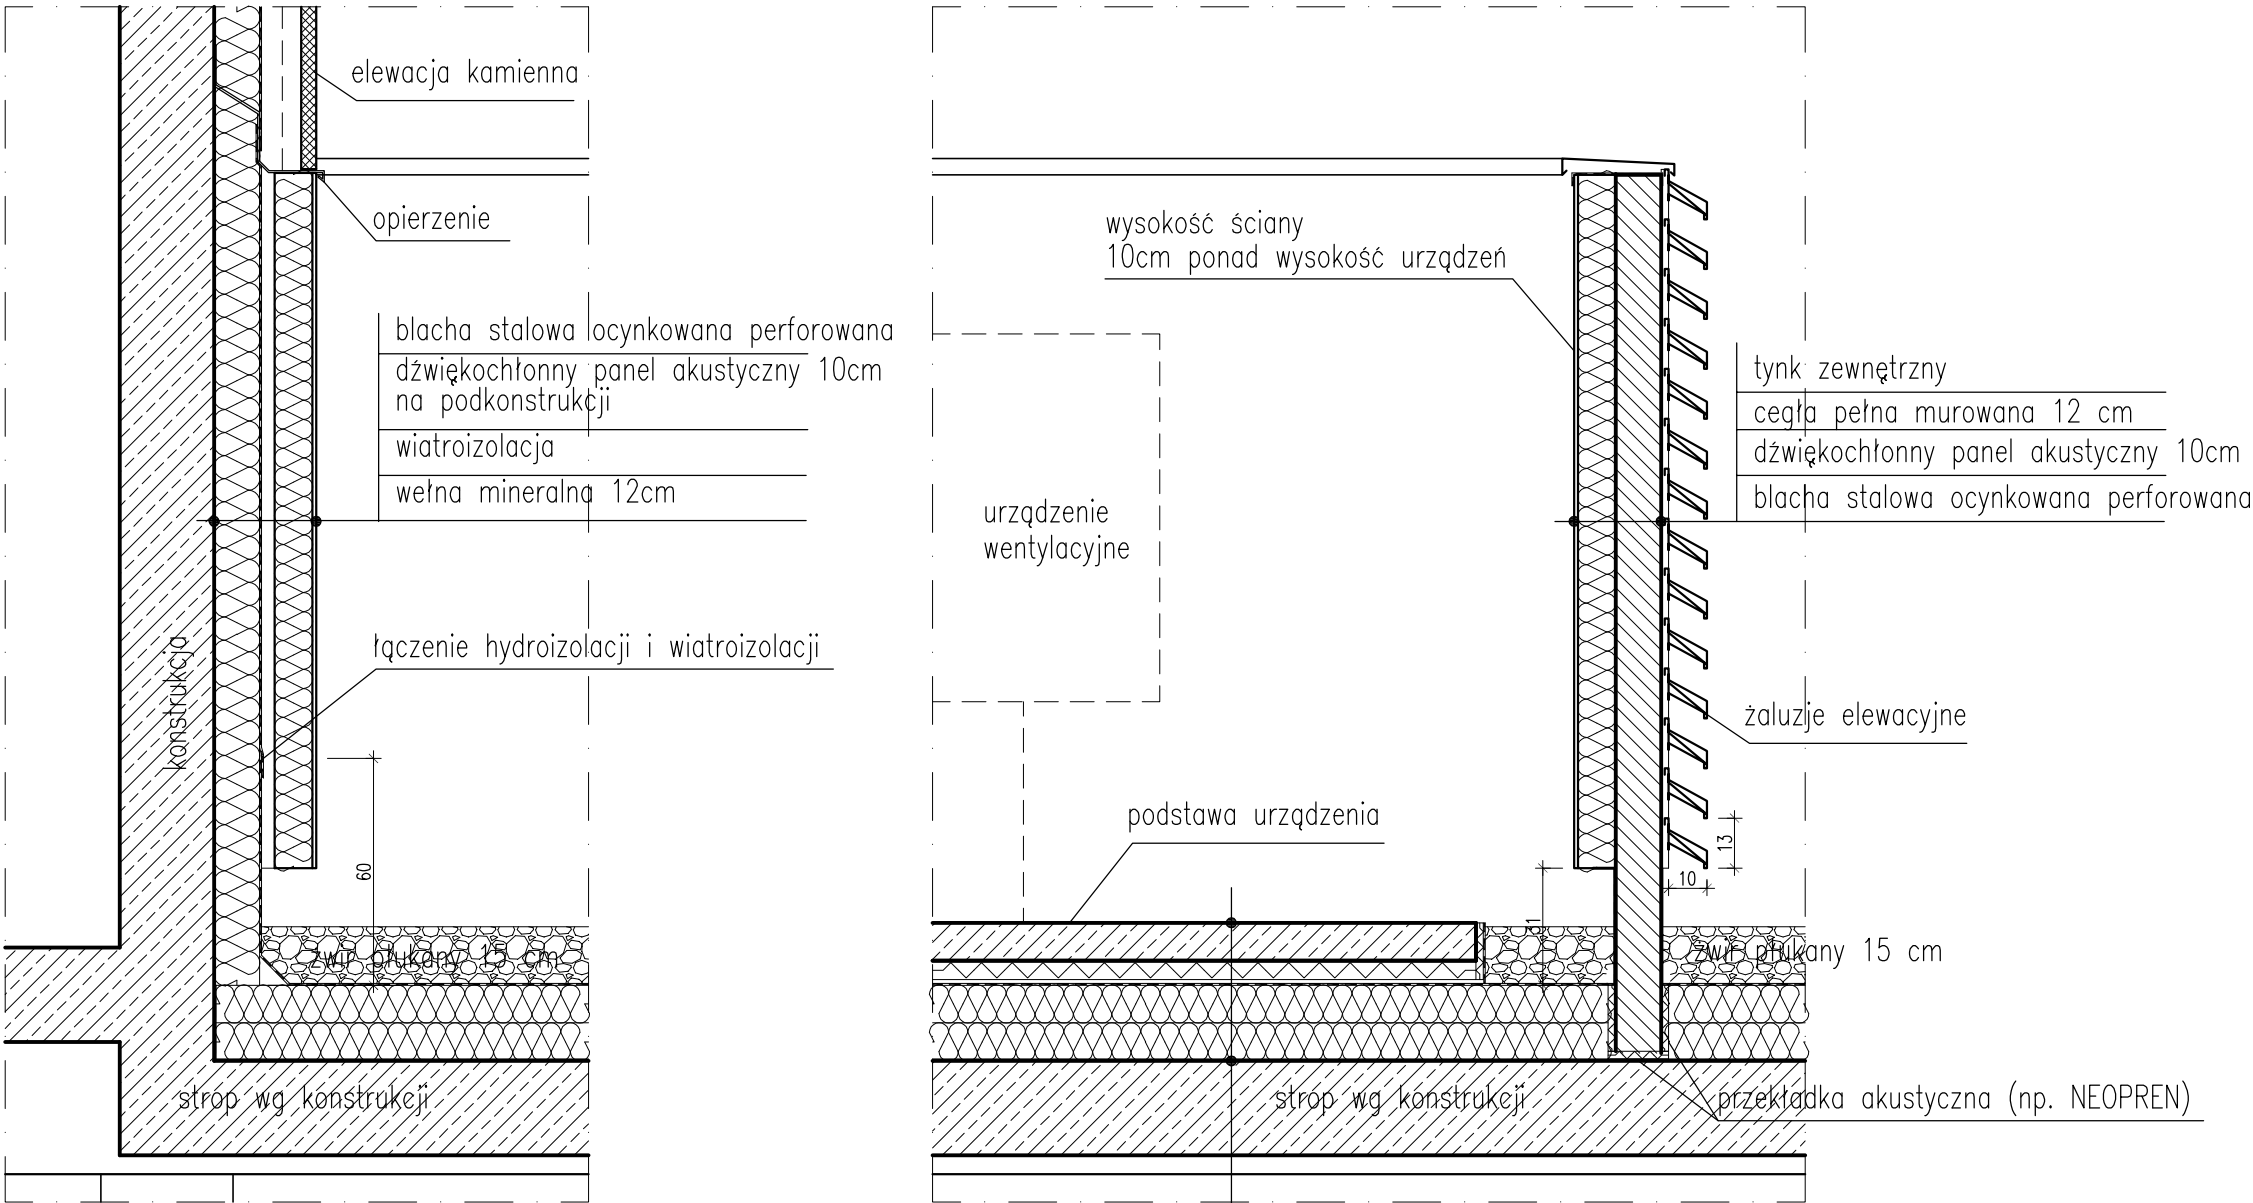 elewacja kamienna
opierzenie
blacha stalowa ocynkowana perforowana
dźwiękochłonny panel akustyczny 10cm
na podkonstrukcji
wiatroizolacja
wełna mineralna 12cm
łączenie hydroizolacji i wiatroizolacji
konstrukcja
60
żwir płukany 15 cm
strop wg konstrukcji
wysokość ściany
10cm ponad wysokość urządzeń
urządzenie
wentylacyjne
podstawa urządzenia
tynk zewnętrzny
cegła pełna murowana 12 cm
dźwiękochłonny panel akustyczny 10cm
blacha stalowa ocynkowana perforowana
żaluzje elewacyjne
13
10
31
żwir płukany 15 cm
strop wg konstrukcji
przekładka akustyczna (np. NEOPREN)